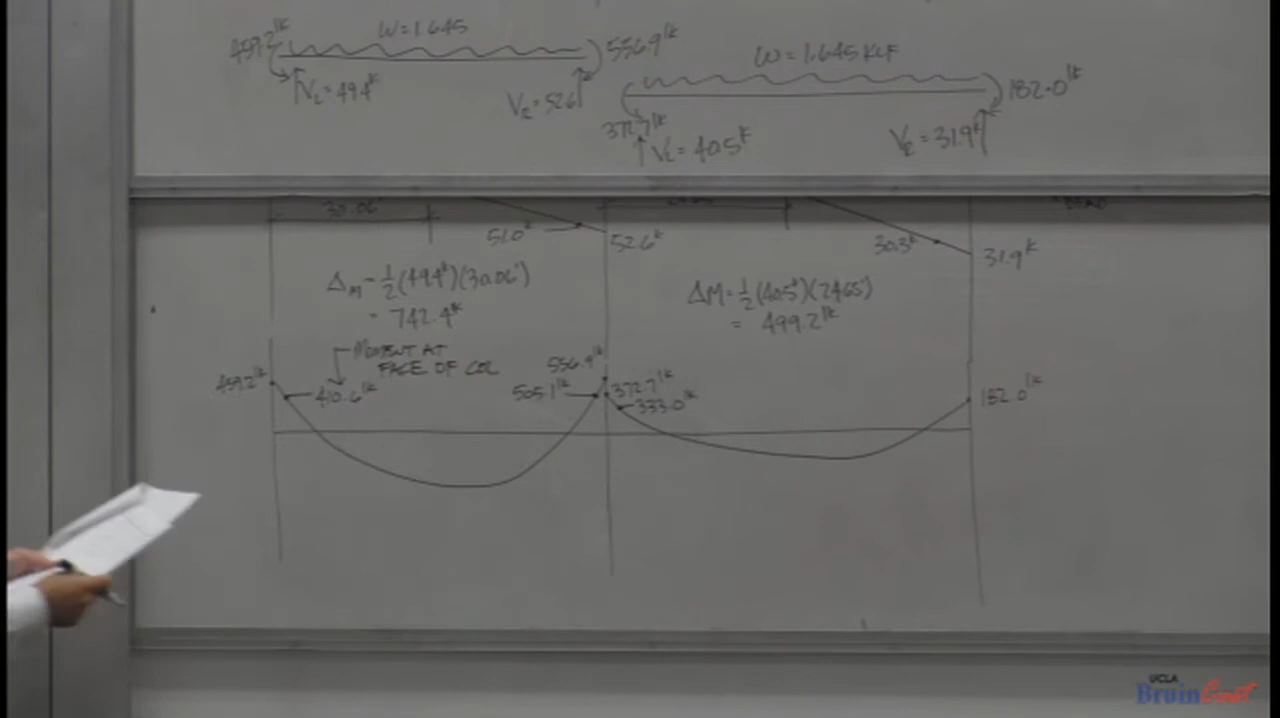 W=1.645
459.2'k
556.9'k
V_L=49.4k
V_R=52.6
W=1.645 KLF
182.0'k
372.7'k
V_L=40.5k
V_R=31.9k
30.06'
DEAD
51.0k
52.6k
30.3k
31.9k
ΔM=½(49.4k)(30.06')
= 742.4'k
ΔM=½(40.5k)(24.65')
= 499.2'k
MOMENT AT
FACE OF COL
459.2'k
410.6'k
556.9'k
505.1'k
372.7'k
333.0'k
182.0'k
UCLA
BruinCast